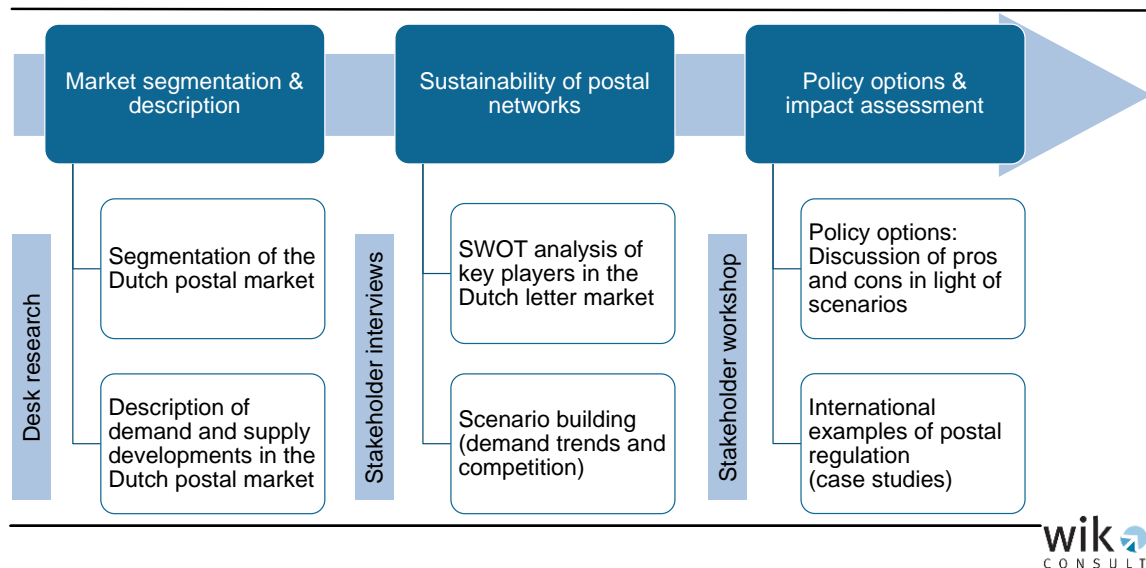 Market segmentation &
description
Sustainability of postal
networks
Policy options &
impact assessment
Desk research
Segmentation of the
Dutch postal market
Description of
demand and supply
developments in the
Dutch postal market
Stakeholder interviews
SWOT analysis of
key players in the
Dutch letter market
Scenario building
(demand trends and
competition)
Stakeholder workshop
Policy options:
Discussion of pros
and cons in light of
scenarios
International
examples of postal
regulation
(case studies)
wik
CONSULT